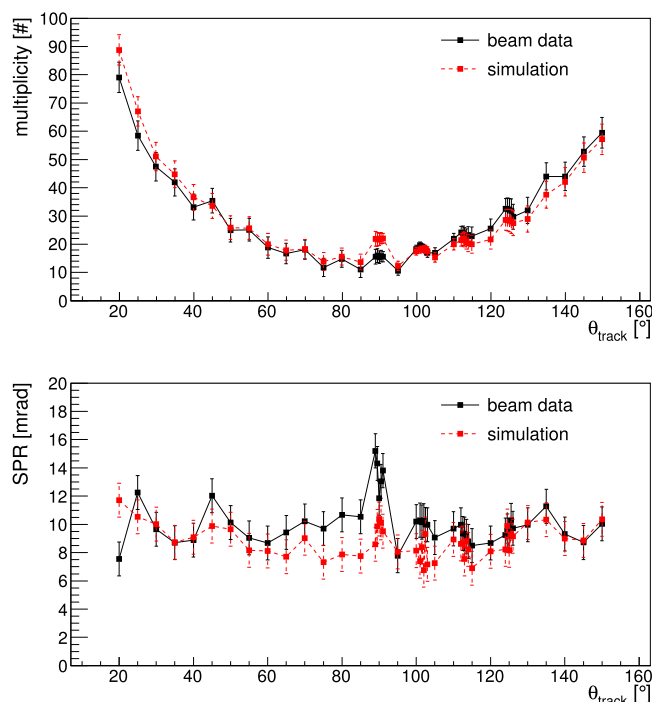 multiplicity [#]
100
90
80
70
60
50
40
30
20
10
0
beam data
simulation
20 40 60 80 100 120 140 160
θtrack [°]
SPR [mrad]
20
18
16
14
12
10
8
6
4
2
0
beam data
simulation
20 40 60 80 100 120 140 160
θtrack [°]